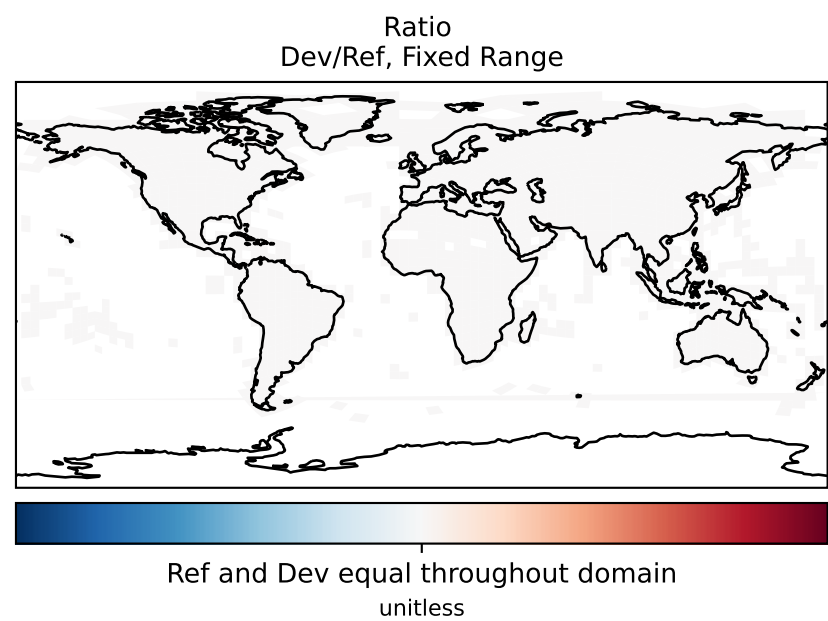 Ratio
Dev/Ref, Fixed Range
Ref and Dev equal throughout domain
unitless